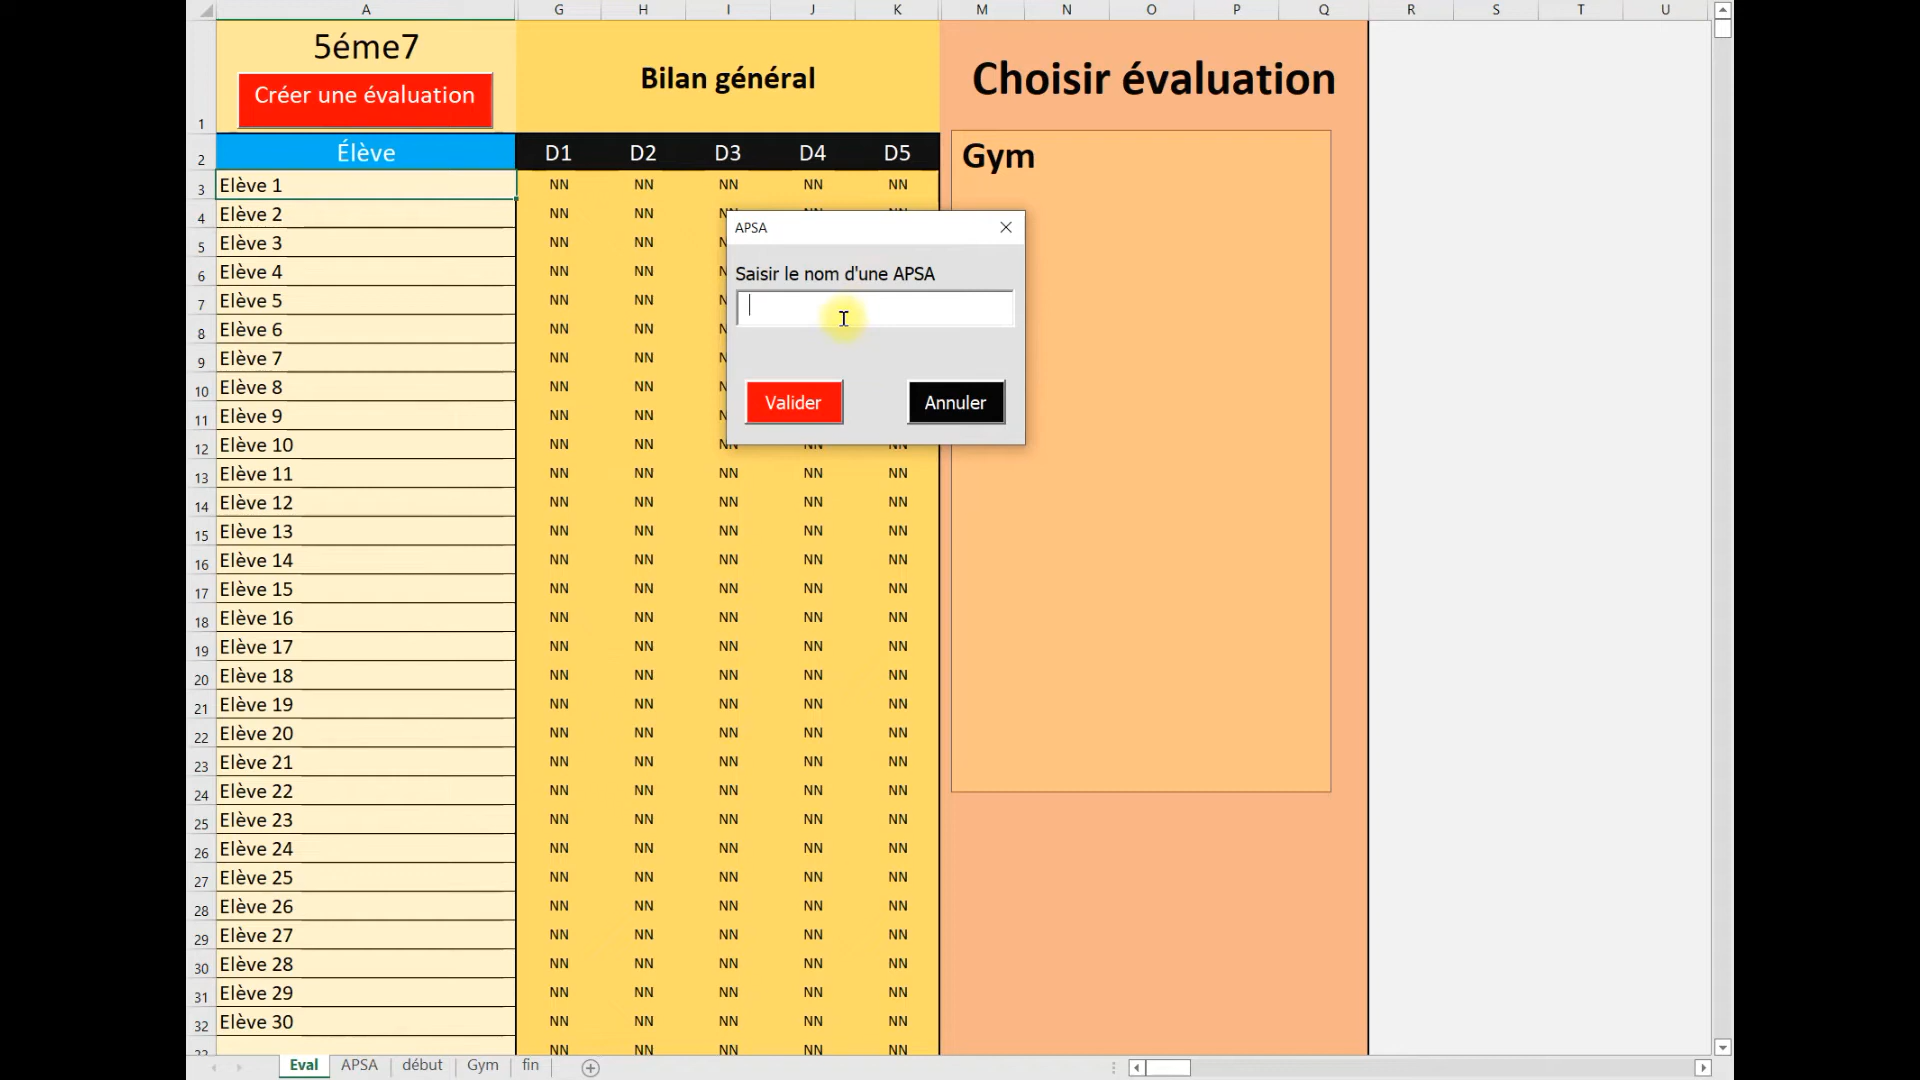 A G H I J K M N O P Q R S T U
5éme7
Créer une évaluation
Bilan général
Choisir évaluation
1
2 Élève D1 D2 D3 D4 D5
Gym
3 Elève 1 NN NN NN NN NN
4 Elève 2 NN NN N
5 Elève 3 NN NN N
6 Elève 4 NN NN N
7 Elève 5 NN NN N
8 Elève 6 NN NN N
9 Elève 7 NN NN N
10 Elève 8 NN NN N
11 Elève 9 NN NN N
12 Elève 10 NN NN NN NN NN
13 Elève 11 NN NN NN NN NN
14 Elève 12 NN NN NN NN NN
15 Elève 13 NN NN NN NN NN
16 Elève 14 NN NN NN NN NN
17 Elève 15 NN NN NN NN NN
18 Elève 16 NN NN NN NN NN
19 Elève 17 NN NN NN NN NN
20 Elève 18 NN NN NN NN NN
21 Elève 19 NN NN NN NN NN
22 Elève 20 NN NN NN NN NN
23 Elève 21 NN NN NN NN NN
24 Elève 22 NN NN NN NN NN
25 Elève 23 NN NN NN NN NN
26 Elève 24 NN NN NN NN NN
27 Elève 25 NN NN NN NN NN
28 Elève 26 NN NN NN NN NN
29 Elève 27 NN NN NN NN NN
30 Elève 28 NN NN NN NN NN
31 Elève 29 NN NN NN NN NN
32 Elève 30 NN NN NN NN NN
33 NN NN NN NN NN
APSA
Saisir le nom d'une APSA
Valider Annuler
Eval APSA début Gym fin